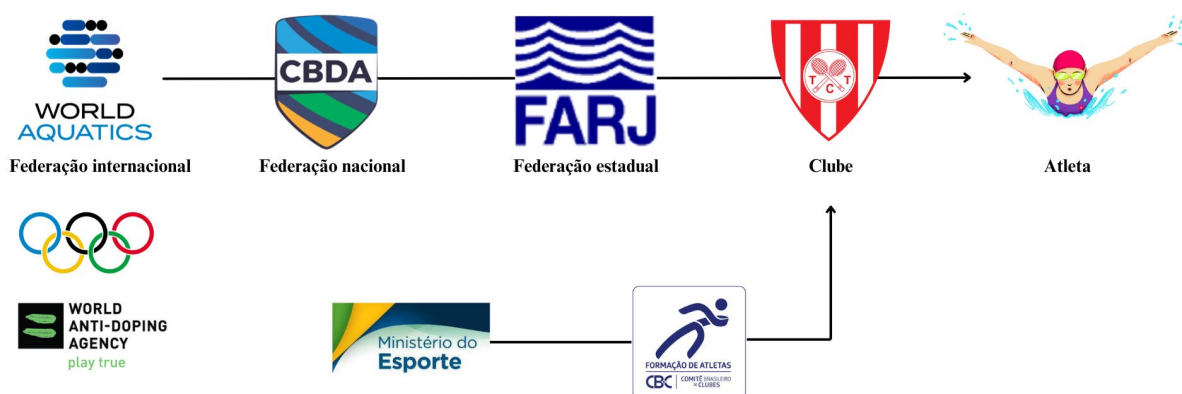 WORLD
AQUATICS
CBDA
FARJ
T T
C
Federação internacional
Federação nacional
Federação estadual
Clube
Atleta
WORLD
ANTI-DOPING
AGENCY
play true
Ministério do
Esporte
FORMAÇÃO DE ATLETAS
CBC COMITÊ BRASILEIRO
DE CLUBES